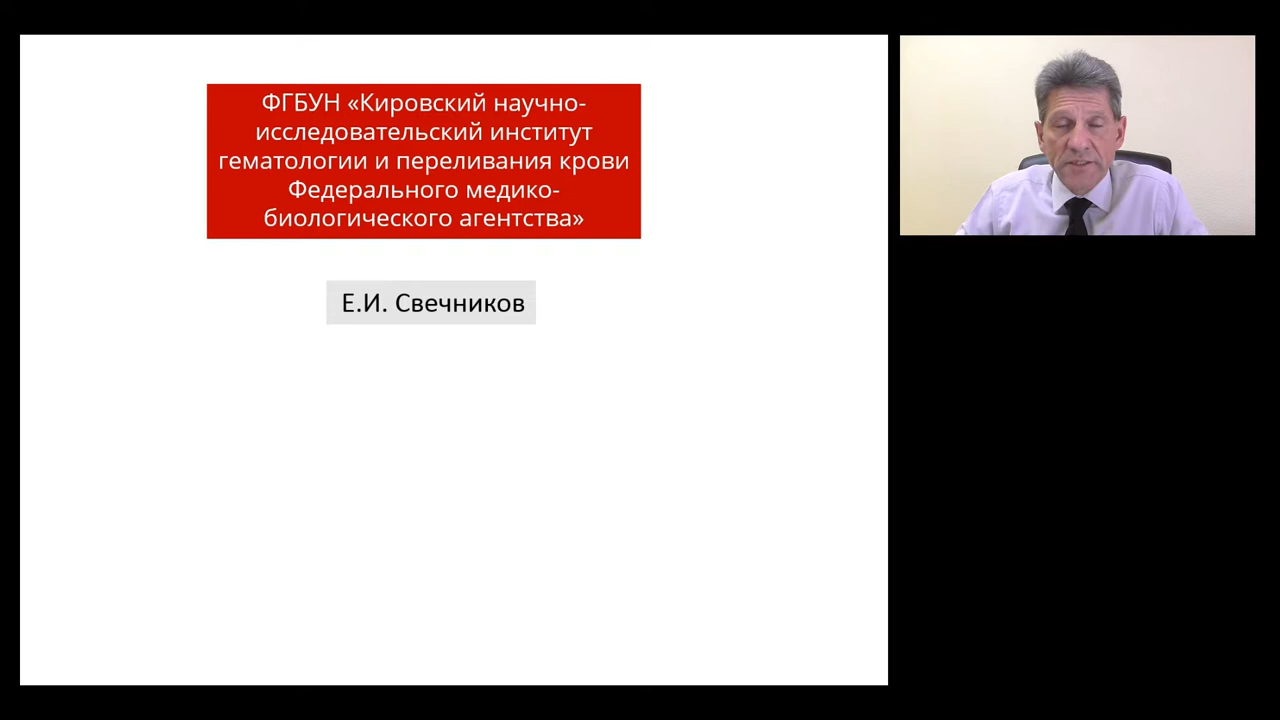 ФГБУН «Кировский научно-
исследовательский институт
гематологии и переливания крови
Федерального медико-
биологического агентства»
Е.И. Свечников